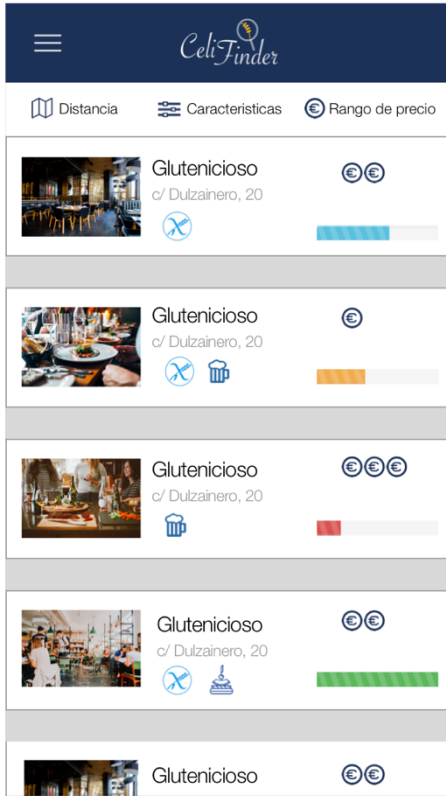 CeliFinder
Distancia
Caracteristicas
Rango de precio
Glutenicioso
c/ Dulzainero, 20
Glutenicioso
c/ Dulzainero, 20
Glutenicioso
c/ Dulzainero, 20
Glutenicioso
c/ Dulzainero, 20
Glutenicioso